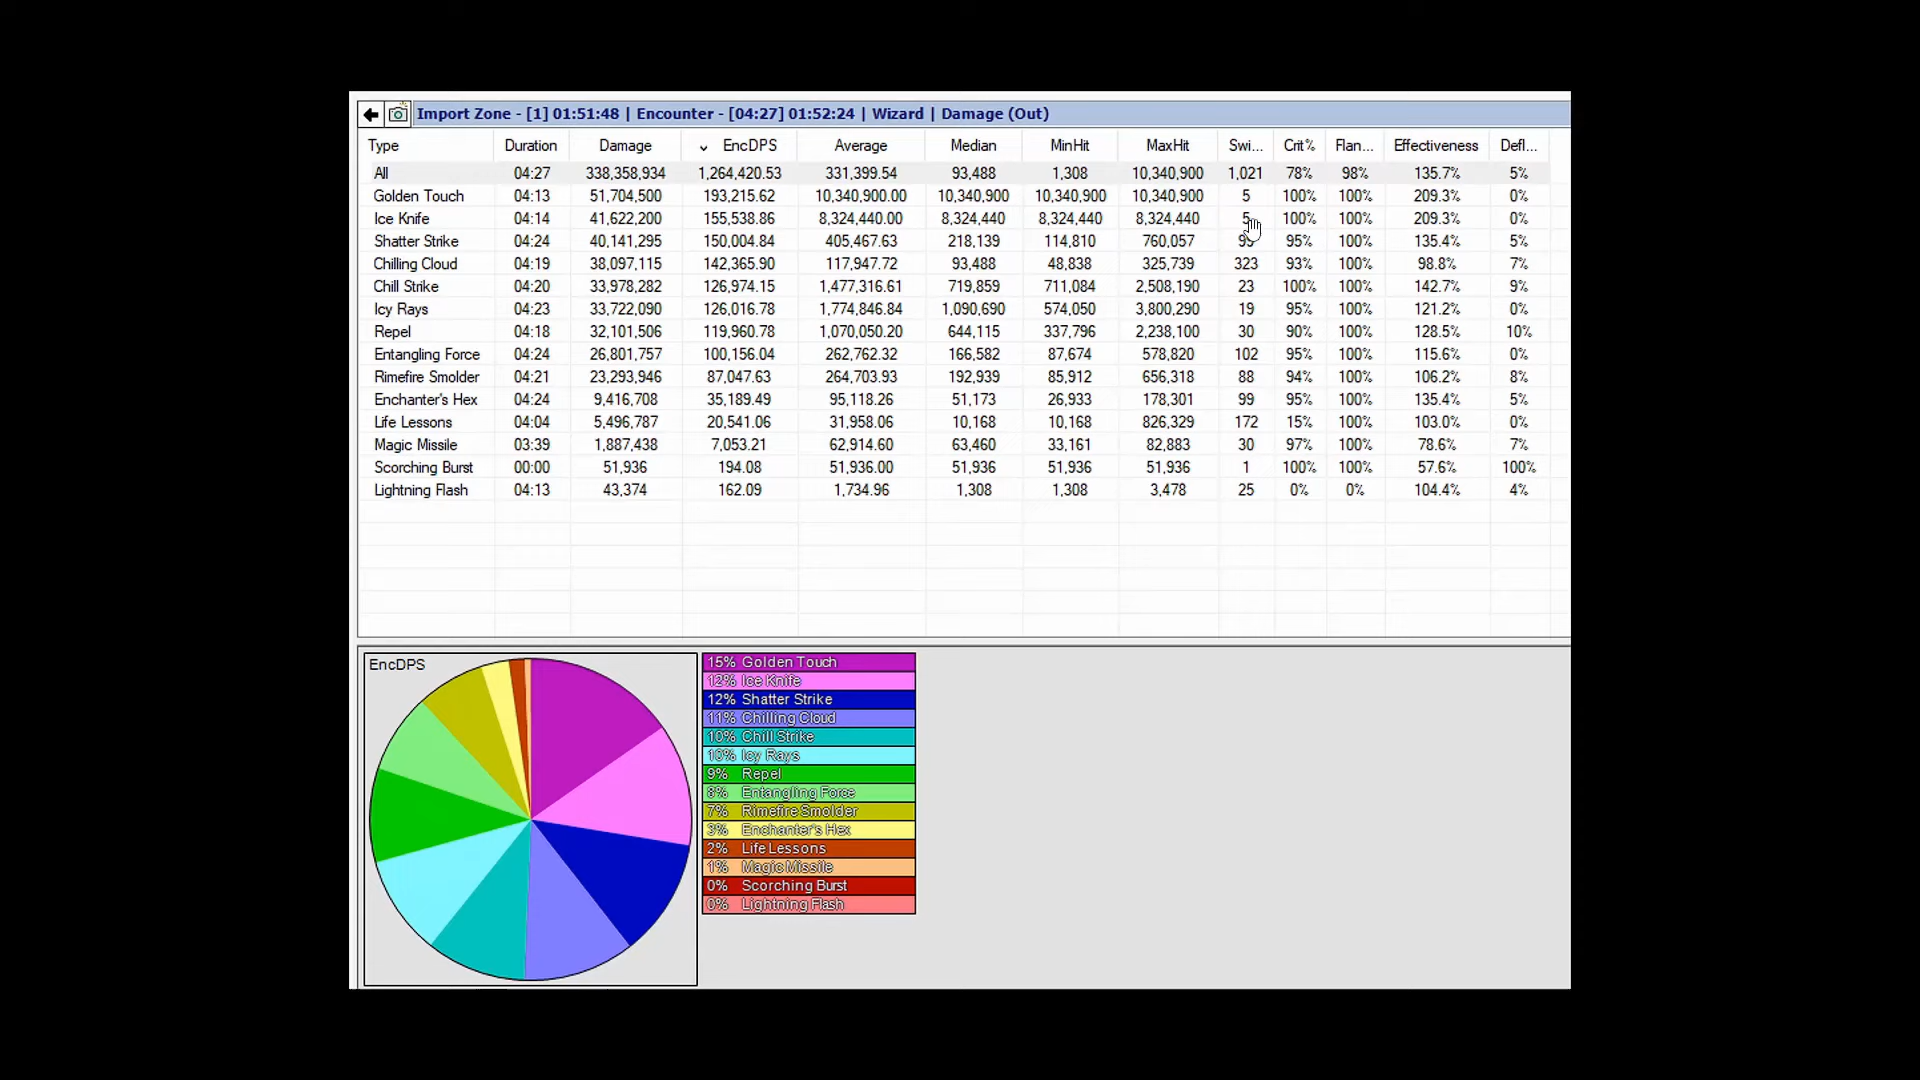 Import Zone - [1] 01:51:48 | Encounter - [04:27] 01:52:24 | Wizard | Damage (Out)
Type Duration Damage EncDPS Average Median MinHit MaxHit Swi... Crit% Flan... Effectiveness Defl...
All 04:27 338,358,934 1,264,420.53 331,399.54 93,488 1,308 10,340,900 1,021 78% 98% 135.7% 5%
Golden Touch 04:13 51,704,500 193,215.62 10,340,900.00 10,340,900 10,340,900 10,340,900 5 100% 100% 209.3% 0%
Ice Knife 04:14 41,622,200 155,538.86 8,324,440.00 8,324,440 8,324,440 8,324,440 5 100% 100% 209.3% 0%
Shatter Strike 04:24 40,141,295 150,004.84 405,467.63 218,139 114,810 760,057 95% 100% 135.4% 5%
Chilling Cloud 04:19 38,097,115 142,365.90 117,947.72 93,488 48,838 325,739 323 93% 100% 98.8% 7%
Chill Strike 04:20 33,978,282 126,974.15 1,477,316.61 719,859 711,084 2,508,190 23 100% 100% 142.7% 9%
Icy Rays 04:23 33,722,090 126,016.78 1,774,846.84 1,090,690 574,050 3,800,290 19 95% 100% 121.2% 0%
Repel 04:18 32,101,506 119,960.78 1,070,050.20 644,115 337,796 2,238,100 30 90% 100% 128.5% 10%
Entangling Force 04:24 26,801,757 100,156.04 262,762.32 166,582 87,674 578,820 102 95% 100% 115.6% 0%
Rimefire Smolder 04:21 23,293,946 87,047.63 264,703.93 192,939 85,912 656,318 88 94% 100% 106.2% 8%
Enchanter's Hex 04:24 9,416,708 35,189.49 95,118.26 51,173 26,933 178,301 99 95% 100% 135.4% 5%
Life Lessons 04:04 5,496,787 20,541.06 31,958.06 10,168 10,168 826,329 172 15% 100% 103.0% 0%
Magic Missile 03:39 1,887,438 7,053.21 62,914.60 63,460 33,161 82,883 30 97% 100% 78.6% 7%
Scorching Burst 00:00 51,936 194.08 51,936.00 51,936 51,936 51,936 1 100% 100% 57.6% 100%
Lightning Flash 04:13 43,374 162.09 1,734.96 1,308 1,308 3,478 25 0% 0% 104.4% 4%
EncDPS
15% Golden Touch
12% Ice Knife
12% Shatter Strike
11% Chilling Cloud
10% Chill Strike
10% Icy Rays
9% Repel
8% Entangling Force
7% Rimefire Smolder
3% Enchanter's Hex
2% Life Lessons
1% Magic Missile
0% Scorching Burst
0% Lightning Flash